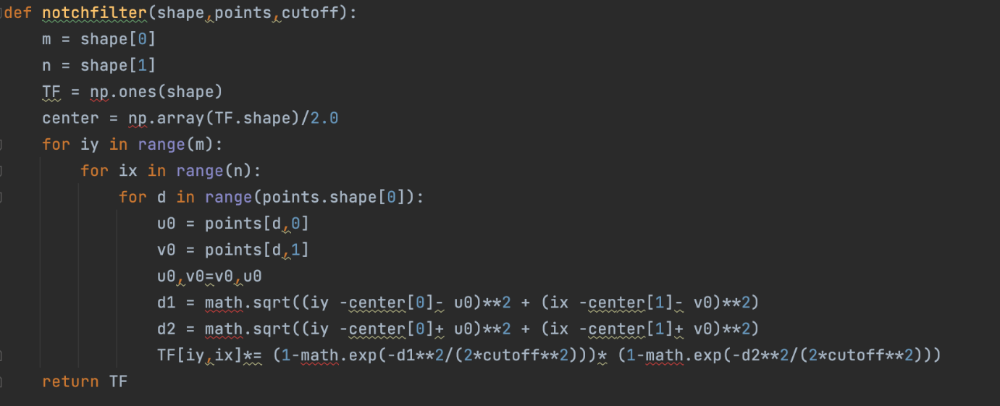 def notchfilter(shape,points,cutoff):
    m = shape[0]
    n = shape[1]
    TF = np.ones(shape)
    center = np.array(TF.shape)/2.0
    for iy in range(m):
        for ix in range(n):
            for d in range(points.shape[0]):
                u0 = points[d,0]
                v0 = points[d,1]
                u0,v0=v0,u0
                d1 = math.sqrt((iy -center[0]- u0)**2 + (ix -center[1]- v0)**2)
                d2 = math.sqrt((iy -center[0]+ u0)**2 + (ix -center[1]+ v0)**2)
                TF[iy,ix]*= (1-math.exp(-d1**2/(2*cutoff**2)))* (1-math.exp(-d2**2/(2*cutoff**2)))
    return TF